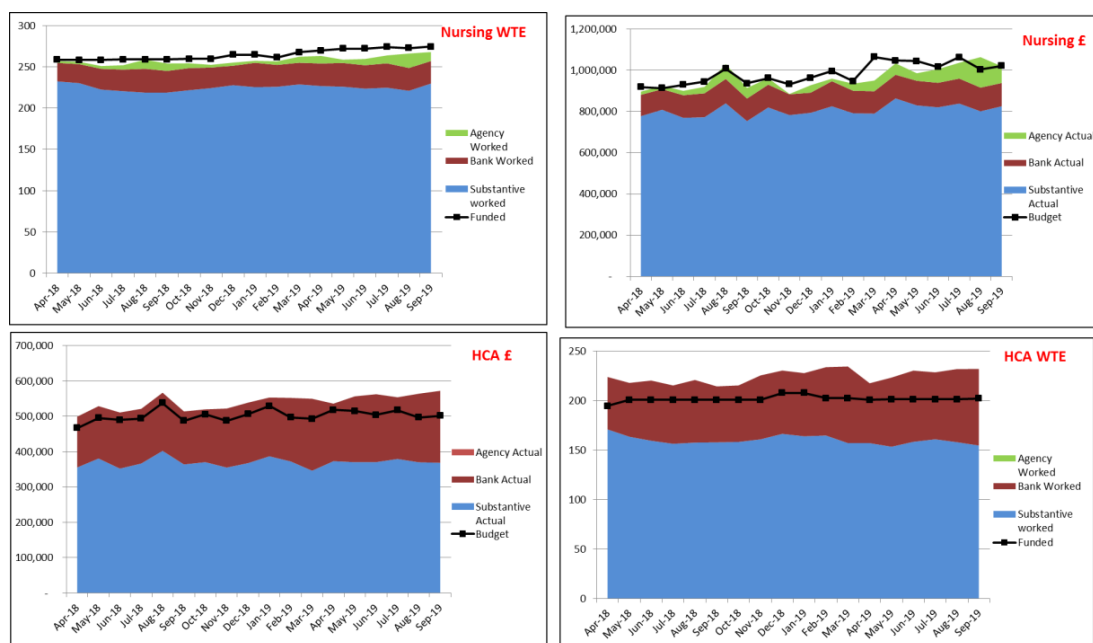 Nursing WTE
300
250
200
150
100
50
0
Agency
Worked
Bank Worked
Substantive
worked
Funded
Apr-18
May-18
Jun-18
Jul-18
Aug-18
Sep-18
Oct-18
Nov-18
Dec-18
Jan-19
Feb-19
Mar-19
Apr-19
May-19
Jun-19
Jul-19
Aug-19
Sep-19
Nursing £
1,200,000
1,000,000
800,000
600,000
400,000
200,000
-
Agency Actual
Bank Actual
Substantive
Actual
Budget
Apr-18
May-18
Jun-18
Jul-18
Aug-18
Sep-18
Oct-18
Nov-18
Dec-18
Jan-19
Feb-19
Mar-19
Apr-19
May-19
Jun-19
Jul-19
Aug-19
Sep-19
HCA £
700,000
600,000
500,000
400,000
300,000
200,000
100,000
-
Agency Actual
Bank Actual
Substantive
Actual
Budget
Apr-18
May-18
Jun-18
Jul-18
Aug-18
Sep-18
Oct-18
Nov-18
Dec-18
Jan-19
Feb-19
Mar-19
Apr-19
May-19
Jun-19
Jul-19
Aug-19
Sep-19
HCA WTE
250
200
150
100
50
0
Agency
Worked
Bank Worked
Substantive
worked
Funded
Apr-18
May-18
Jun-18
Jul-18
Aug-18
Sep-18
Oct-18
Nov-18
Dec-18
Jan-19
Feb-19
Mar-19
Apr-19
May-19
Jun-19
Jul-19
Aug-19
Sep-19